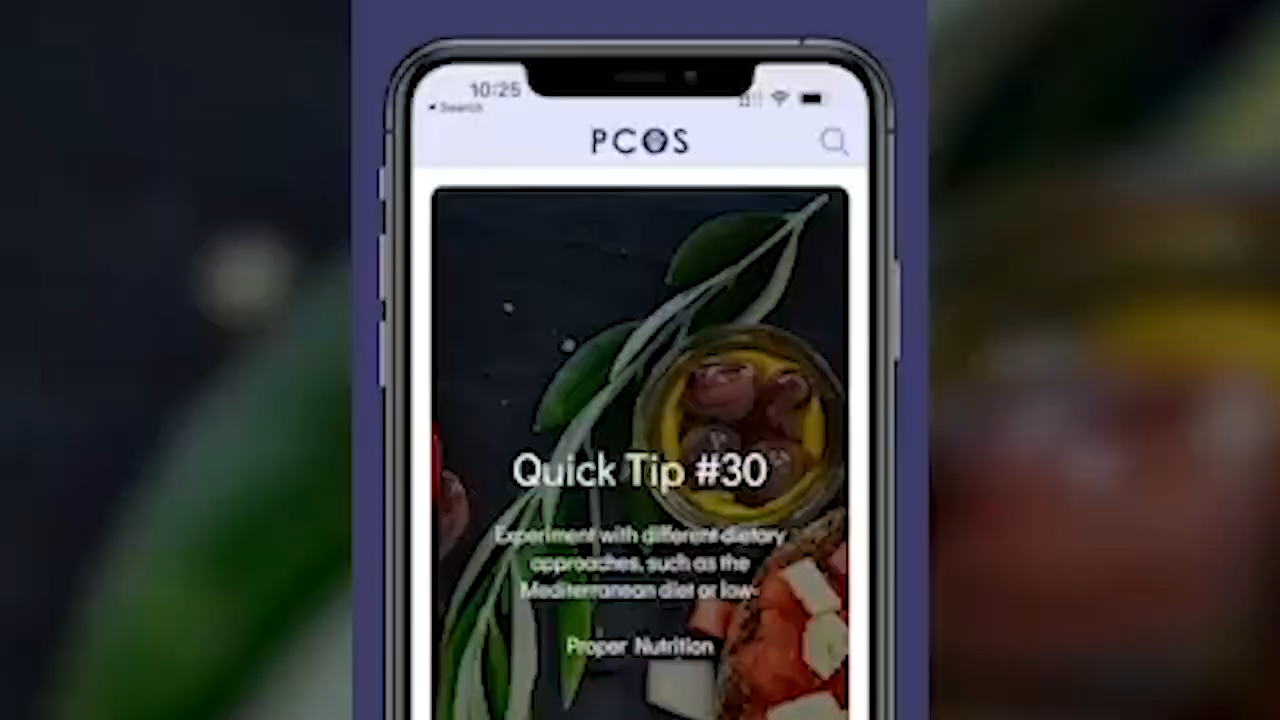 10:25
Search
PCOS
Quick Tip #30
Experiment with different dietary
approaches, such as the
Mediterranean diet or low-
Proper Nutrition